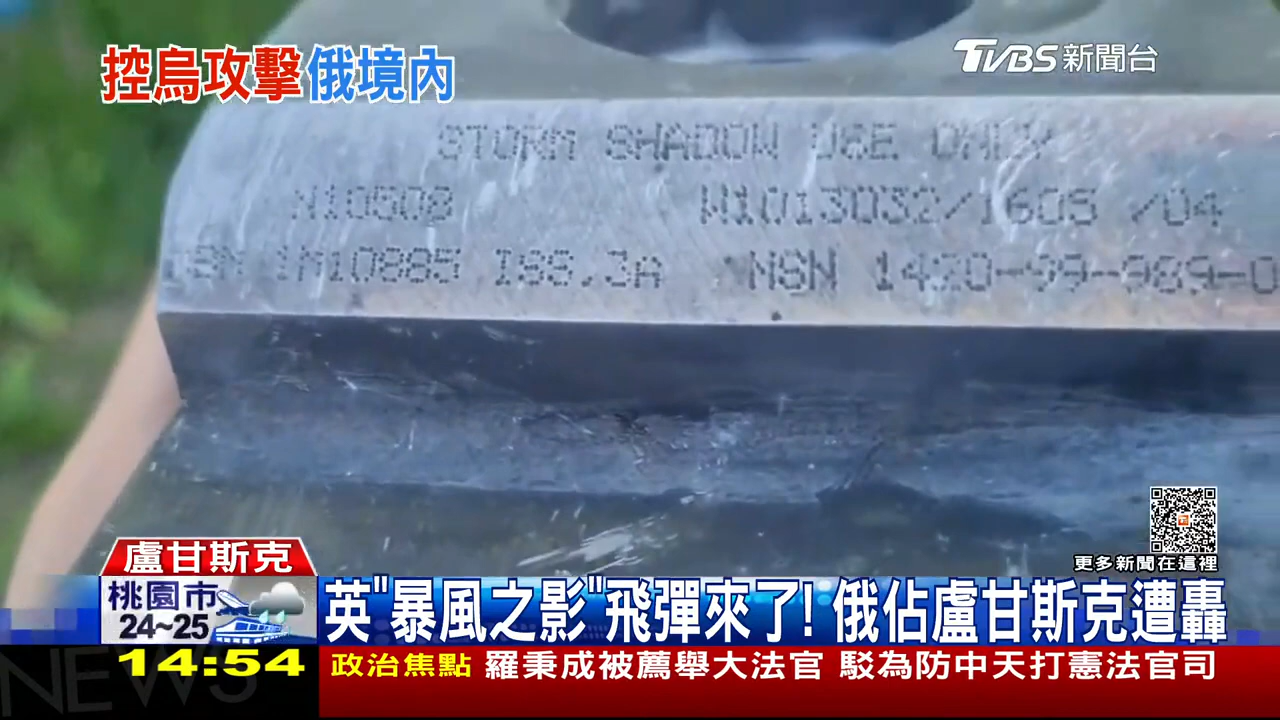 控烏攻擊俄境內
TVBS新聞台
STORM SHADOW USE ONLY
N10508 W1013032/160S /04
1M10885 I88.3A NSN 1420-99-989-0
更多新聞在這裡
盧甘斯克
桃園市
24~25
英"暴風之影"飛彈來了! 俄佔盧甘斯克遭轟
14:54
政治焦點 羅秉成被薦舉大法官 駁為防中天打憲法官司
NEWS